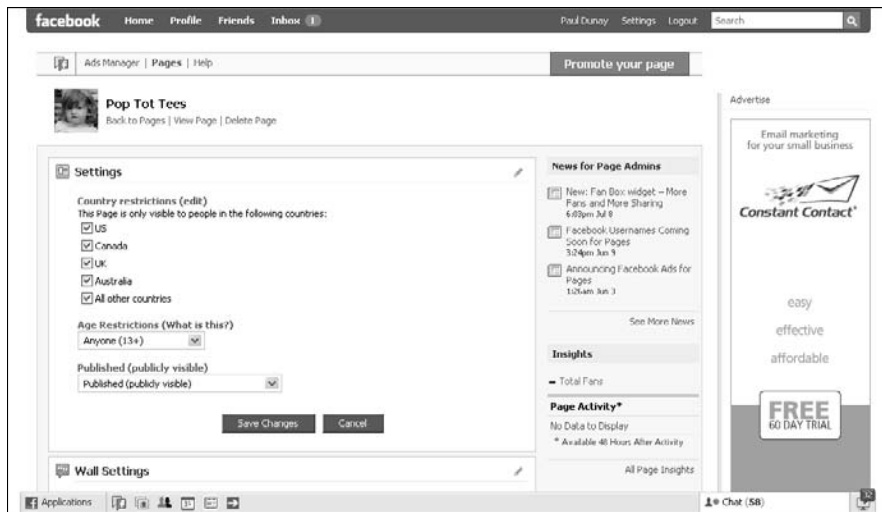 facebook Home Profile Friends Inbox 1 Paul Dunay Settings Logout Search
Ads Manager | Pages | Help
Promote your page
Pop Tot Tees
Back to Pages | View Page | Delete Page
Settings
Country restrictions (edit)
This Page is only visible to people in the following countries:
US
Canada
UK
Australia
All other countries
Age Restrictions (What is this?)
Anyone (13+)
Published (publicly visible)
Published (publicly visible)
Save Changes Cancel
Wall Settings
News for Page Admins
New: Fan Box widget – More
Fans and More Sharing
6:03pm Jul 8
Facebook Usernames Coming
Soon for Pages
3:24pm Jun 9
Announcing Facebook Ads for
Pages
1:26am Jun 3
See More News
Insights
Total Fans
Page Activity*
No Data to Display
* Available 48 Hours After Activity
All Page Insights
Advertise
Email marketing
for your small business
Constant Contact®
easy
effective
affordable
FREE
60 DAY TRIAL
Applications
31
Chat (58)
32